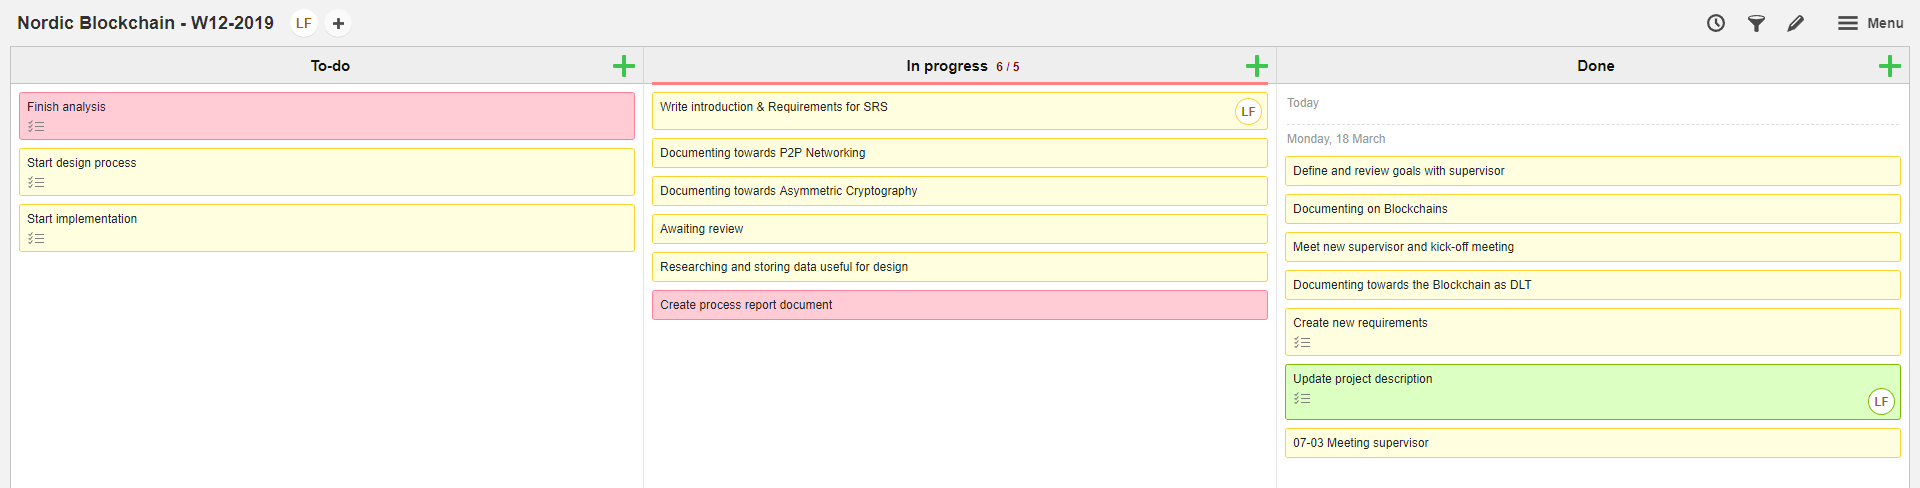 Nordic Blockchain - W12-2019 LF
Menu
To-do
Finish analysis
Start design process
Start implementation
In progress 6 / 5
Write introduction & Requirements for SRS
LF
Documenting towards P2P Networking
Documenting towards Asymmetric Cryptography
Awaiting review
Researching and storing data useful for design
Create process report document
Done
Today
Monday, 18 March
Define and review goals with supervisor
Documenting on Blockchains
Meet new supervisor and kick-off meeting
Documenting towards the Blockchain as DLT
Create new requirements
Update project description
LF
07-03 Meeting supervisor